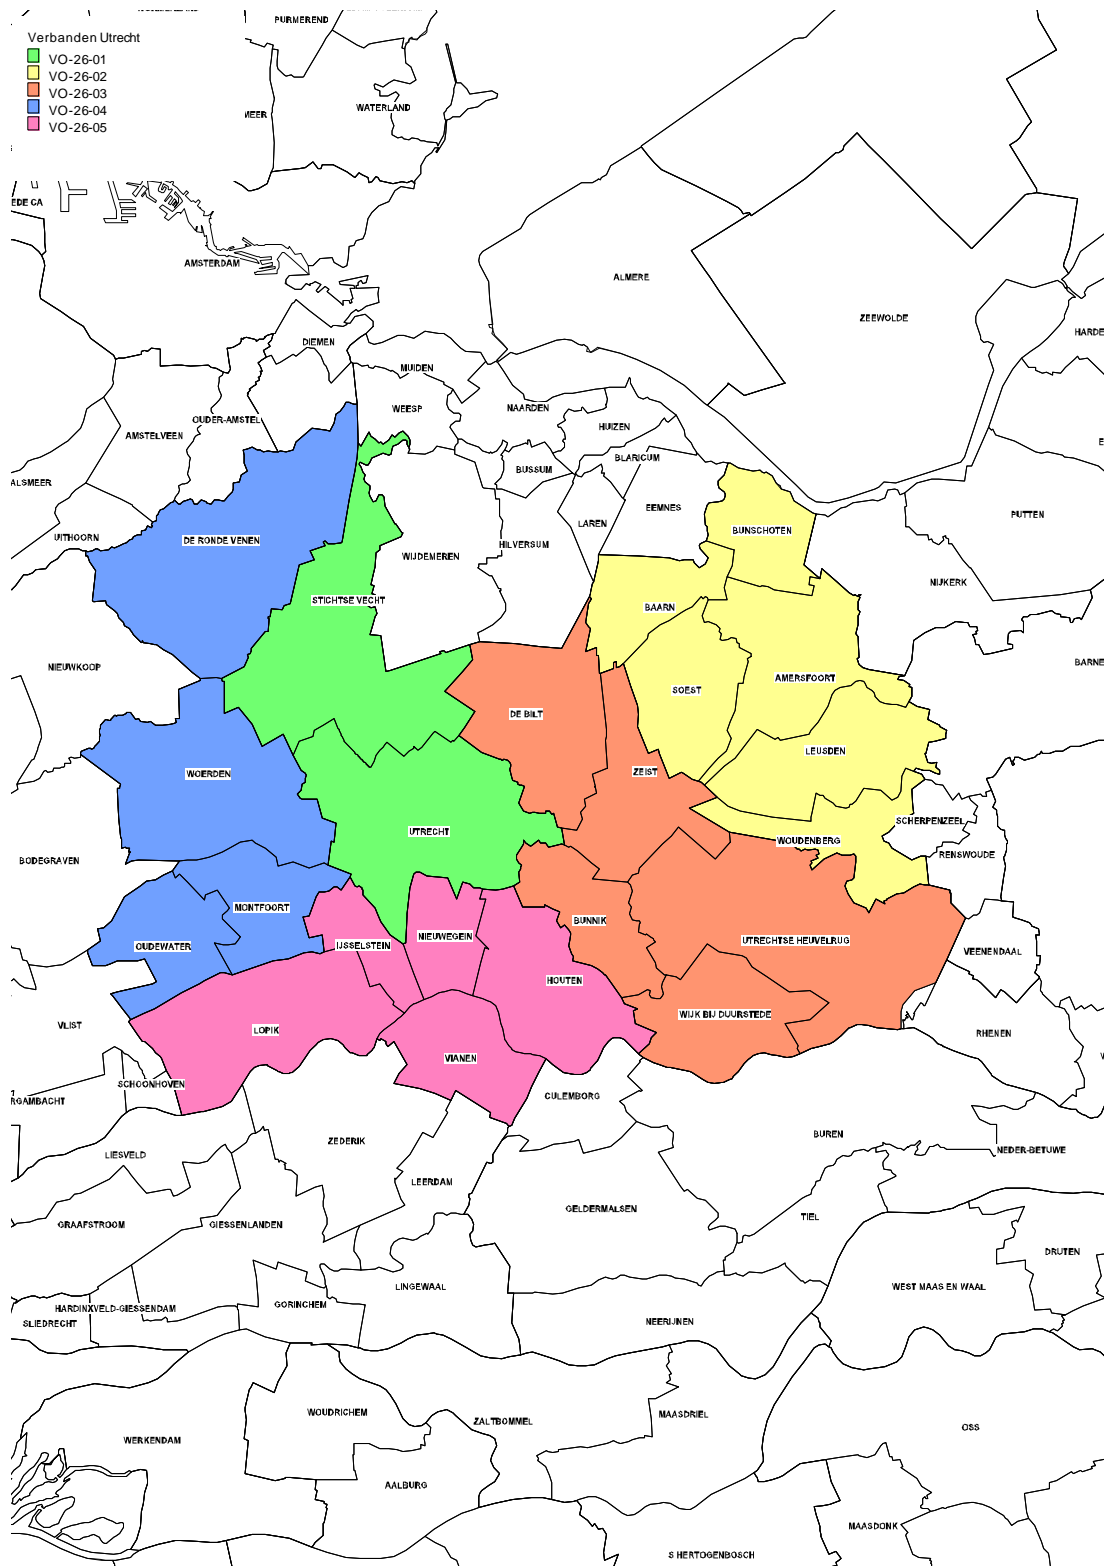 PURMEREND
Verbanden Utrecht
VO-26-01
VO-26-02
VO-26-03
VO-26-04
VO-26-05
WATERLAND
MEER
EDE CA
AMSTERDAM
ALMERE
ZEEWOLDE
HARDE
DIEMEN
MUIDEN
WEESP
NAARDEN
OUDER-AMSTEL
HUIZEN
AMSTELVEEN
BLARICUM
BUSSUM
ALSMEER
EEMNES
PUTTEN
LAREN
BUNSCHOTEN
UITHOORN
DE RONDE VENEN
HILVERSUM
WIJDEMEREN
NIJKERK
STICHTSE VECHT
BAARN
NIEUWKOOP
BARNE
AMERSFOORT
SOEST
DE BILT
LEUSDEN
WOERDEN
ZEIST
SCHERPENZEEL
UTRECHT
WOUDENBERG
RENSWOUDE
BODEGRAVEN
MONTFOORT
BUNNIK
NIEUWEGEIN
UTRECHTSE HEUVELRUG
OUDEWATER
IJSSELSTEIN
VEENENDAAL
HOUTEN
WIJK BIJ DUURSTEDE
VLIST
LOPIK
RHENEN
VIANEN
SCHOONHOVEN
CULEMBORG
RGAMBACHT
BUREN
ZEDERIK
NEDER-BETUWE
LIESVELD
LEERDAM
GELDERMALSEN
TIEL
GRAAFSTROOM
GIESSENLANDEN
DRUTEN
LINGEWAAL
WEST MAAS EN WAAL
GORINCHEM
HARDINXVELD-GIESSENDAM
NEERIJNEN
SLIEDRECHT
WOUDRICHEM
MAASDRIEL
ZALTBOMMEL
OSS
WERKENDAM
AALBURG
MAASDONK
S HERTOGENBOSCH